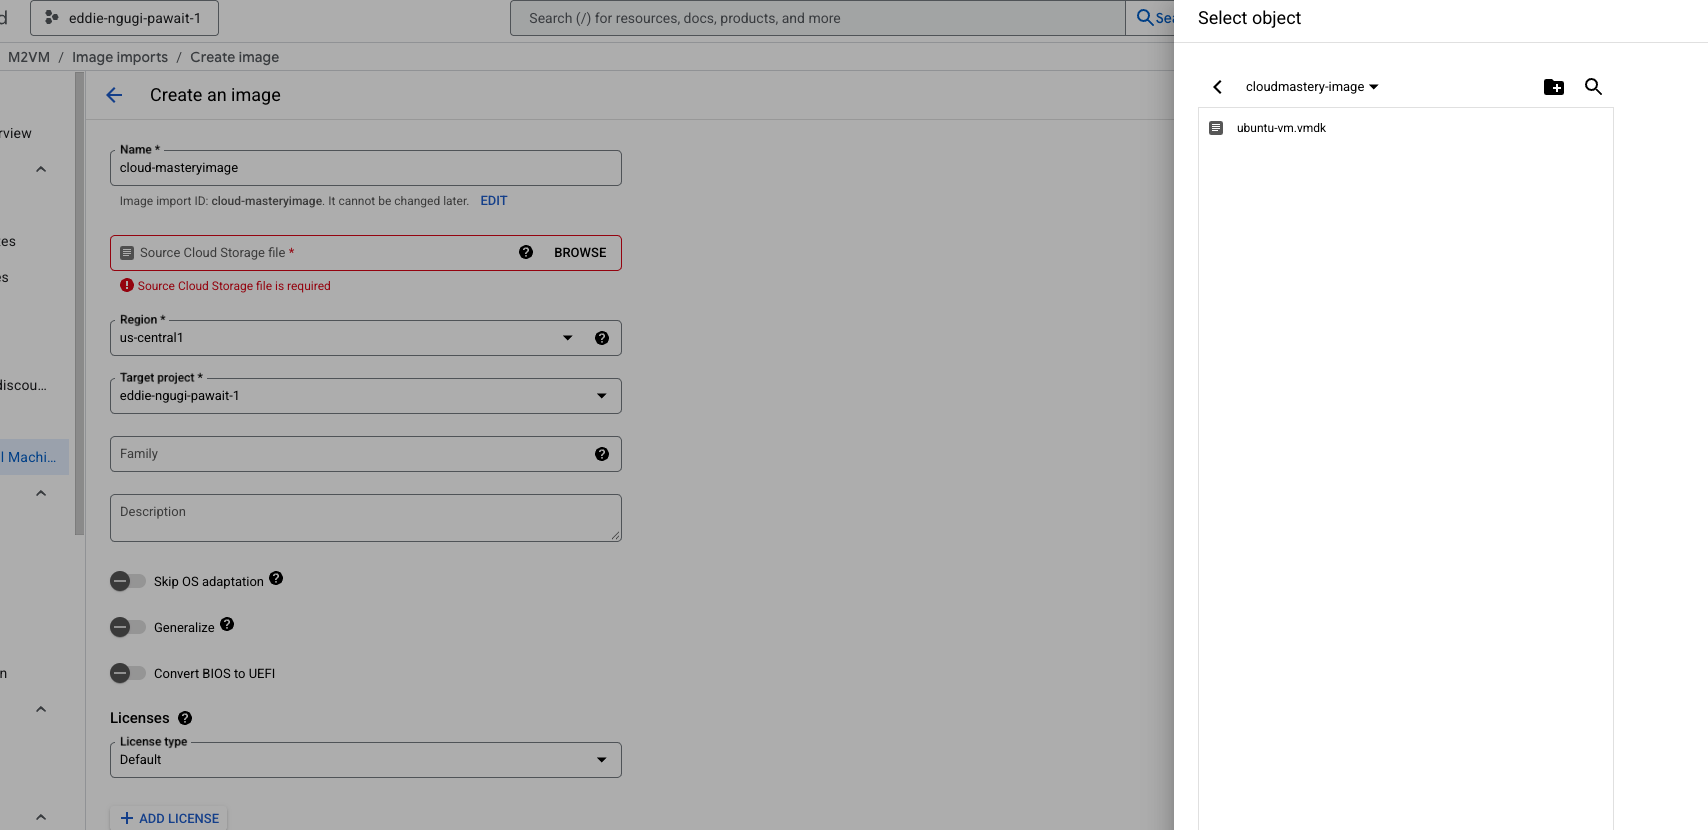 d
eddie-ngugi-pawait-1
Search (/) for resources, docs, products, and more
Sea
Select object
M2VM / Image imports / Create image
Create an image
cloudmastery-image
ubuntu-vm.vmdk
rview
tes
es
discou...
l Machi...
n
Name *
cloud-masteryimage
Image import ID: cloud-masteryimage. It cannot be changed later. EDIT
Source Cloud Storage file *
BROWSE
Source Cloud Storage file is required
Region *
us-central1
Target project *
eddie-ngugi-pawait-1
Family
Description
Skip OS adaptation
Generalize
Convert BIOS to UEFI
Licenses
License type
Default
ADD LICENSE